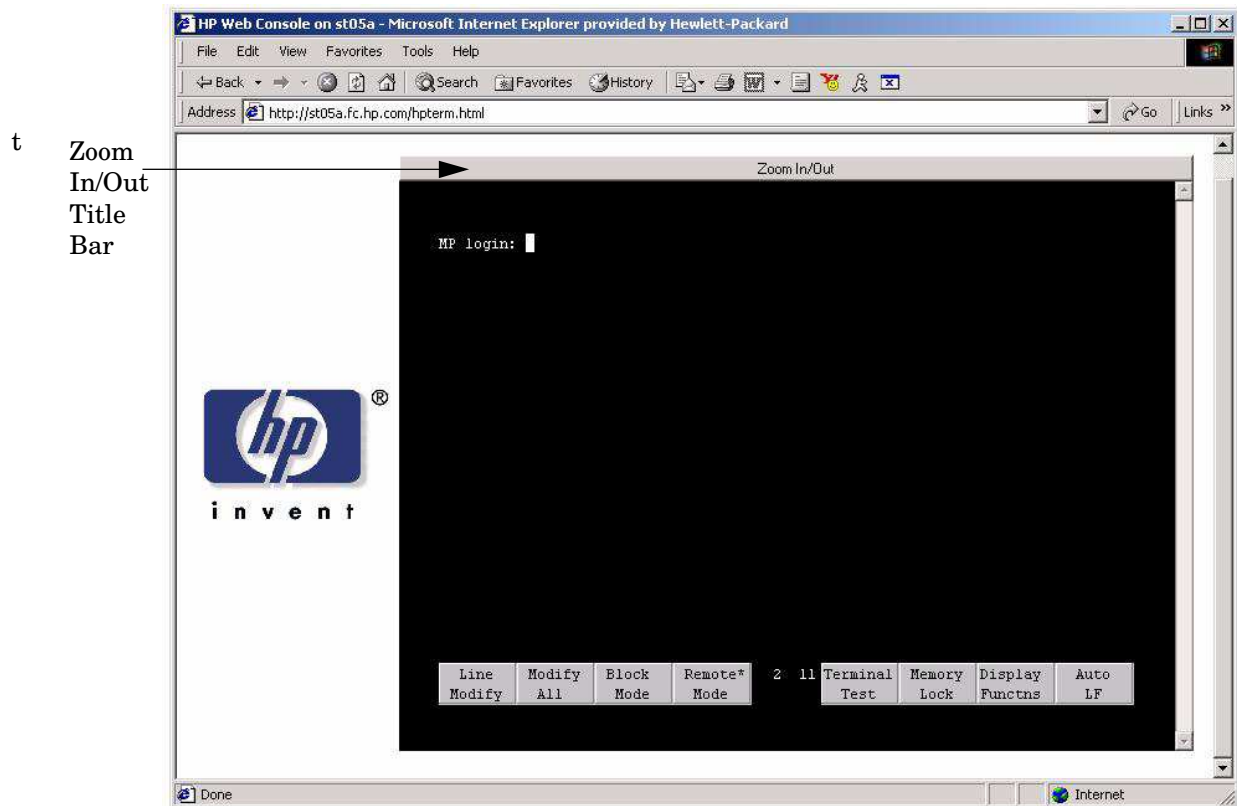 HP Web Console on st05a - Microsoft Internet Explorer provided by Hewlett-Packard
File Edit View Favorites Tools Help
Back Search Favorites History
Address http://st05a.fc.hp.com/hpterm.html Go Links »
t
Zoom
In/Out
Title
Bar
Zoom In/Out
MP login:
hp ®
invent
Line Modify Block Remote* 2 11 Terminal Memory Display Auto
Modify All Mode Mode Test Lock Functns LF
Done Internet